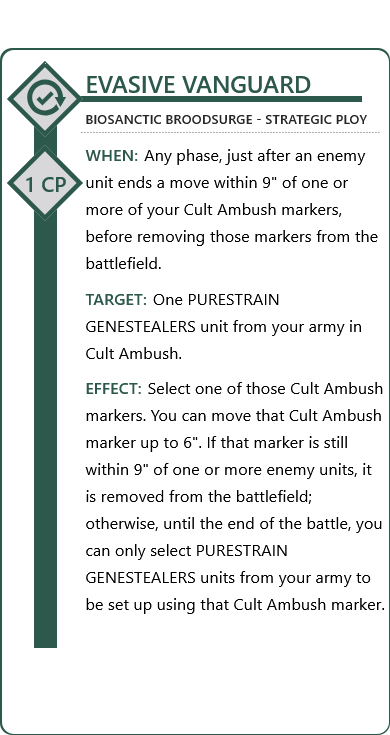 EVASIVE VANGUARD
BIOSANCTIC BROODSURGE - STRATEGIC PLOY
1 CP
WHEN: Any phase, just after an enemy
unit ends a move within 9" of one or
more of your Cult Ambush markers,
before removing those markers from the
battlefield.
TARGET: One PURESTRAIN
GENESTEALERS unit from your army in
Cult Ambush.
EFFECT: Select one of those Cult Ambush
markers. You can move that Cult Ambush
marker up to 6". If that marker is still
within 9" of one or more enemy units, it
is removed from the battlefield;
otherwise, until the end of the battle, you
can only select PURESTRAIN
GENESTEALERS units from your army to
be set up using that Cult Ambush marker.